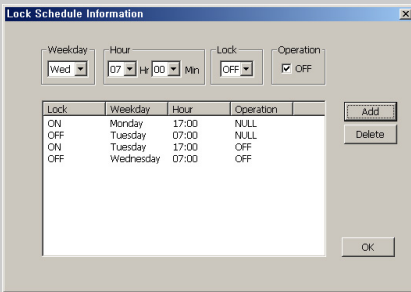 Lock Schedule Information
Weekday Hour Lock Operation
Wed 07 Hr 00 Min OFF OFF
Lock Weekday Hour Operation
ON Monday 17:00 NULL
OFF Tuesday 07:00 NULL
ON Tuesday 17:00 OFF
OFF Wednesday 07:00 OFF
Add
Delete
OK